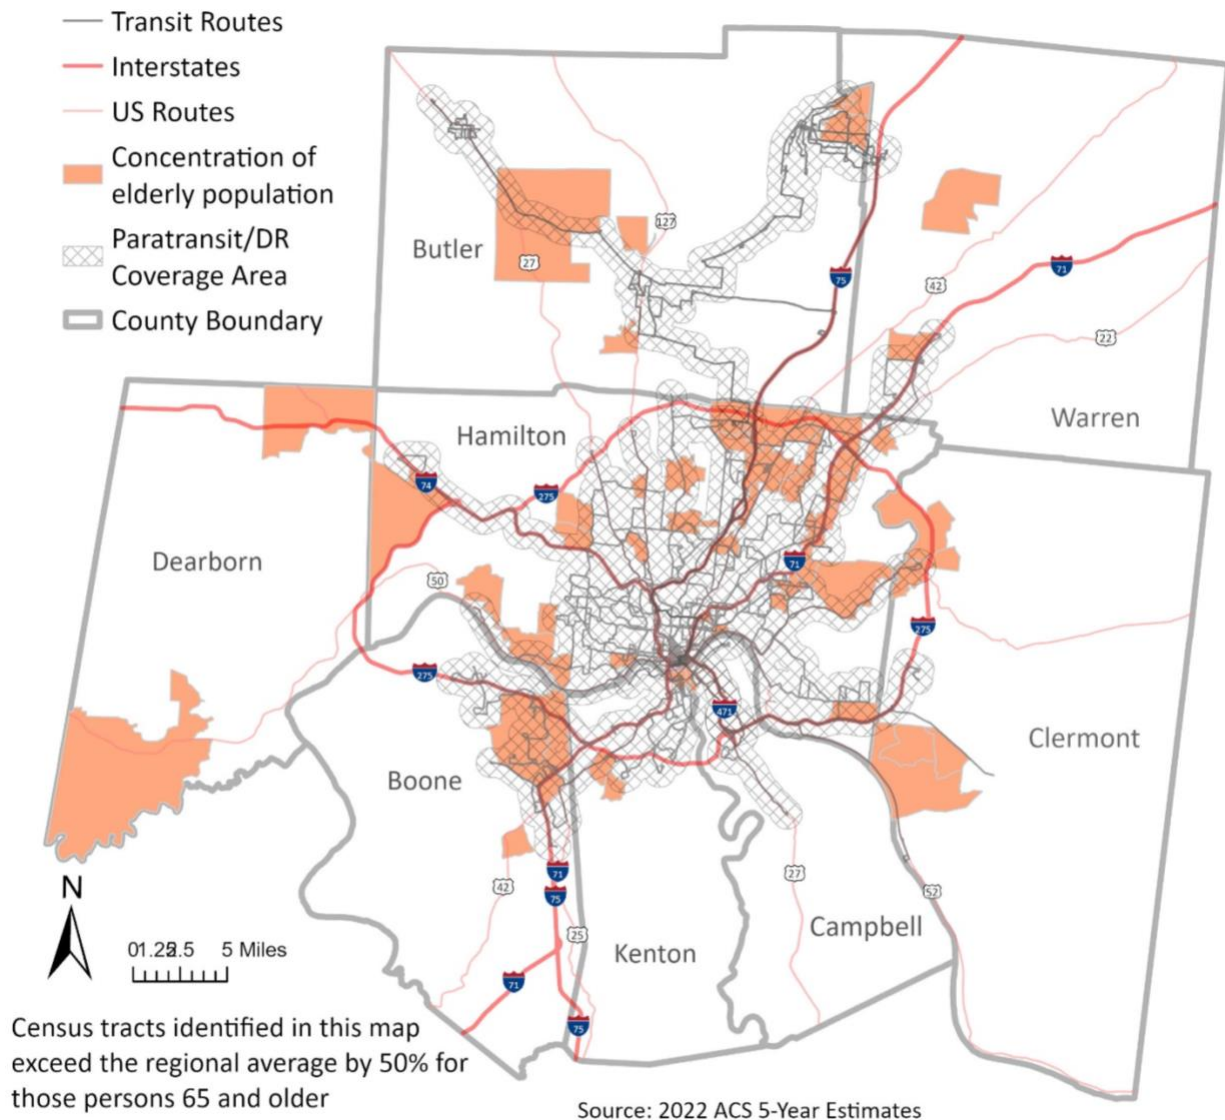 Transit Routes
Interstates
US Routes
Concentration of
elderly population
Paratransit/DR
Coverage Area
County Boundary
127
Butler
27
75
42
71
22
Warren
Hamilton
74
275
Dearborn
50
71
275
275
471
Clermont
Boone
71
75
42
27
52
25
Campbell
Kenton
71
75
N
5 Miles
Census tracts identified in this map
exceed the regional average by 50% for
those persons 65 and older
Source: 2022 ACS 5-Year Estimates